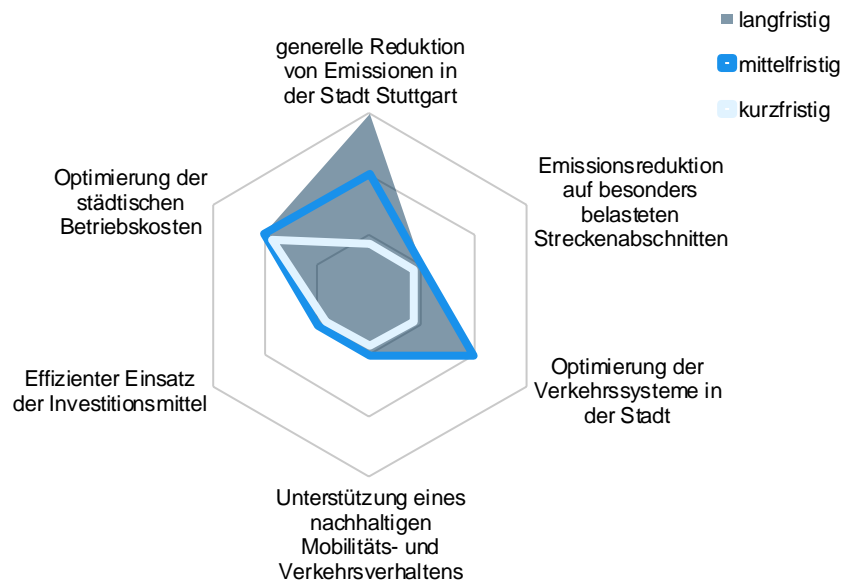 langfristig
mittelfristig
kurzfristig
generelle Reduktion
von Emissionen in
der Stadt Stuttgart
Emissionsreduktion
auf besonders
belasteten
Streckenabschnitten
Optimierung der
Verkehrssysteme in
der Stadt
Unterstützung eines
nachhaltigen
Mobilitäts- und
Verkehrsverhaltens
Effizienter Einsatz
der Investitionsmittel
Optimierung der
städtischen
Betriebskosten